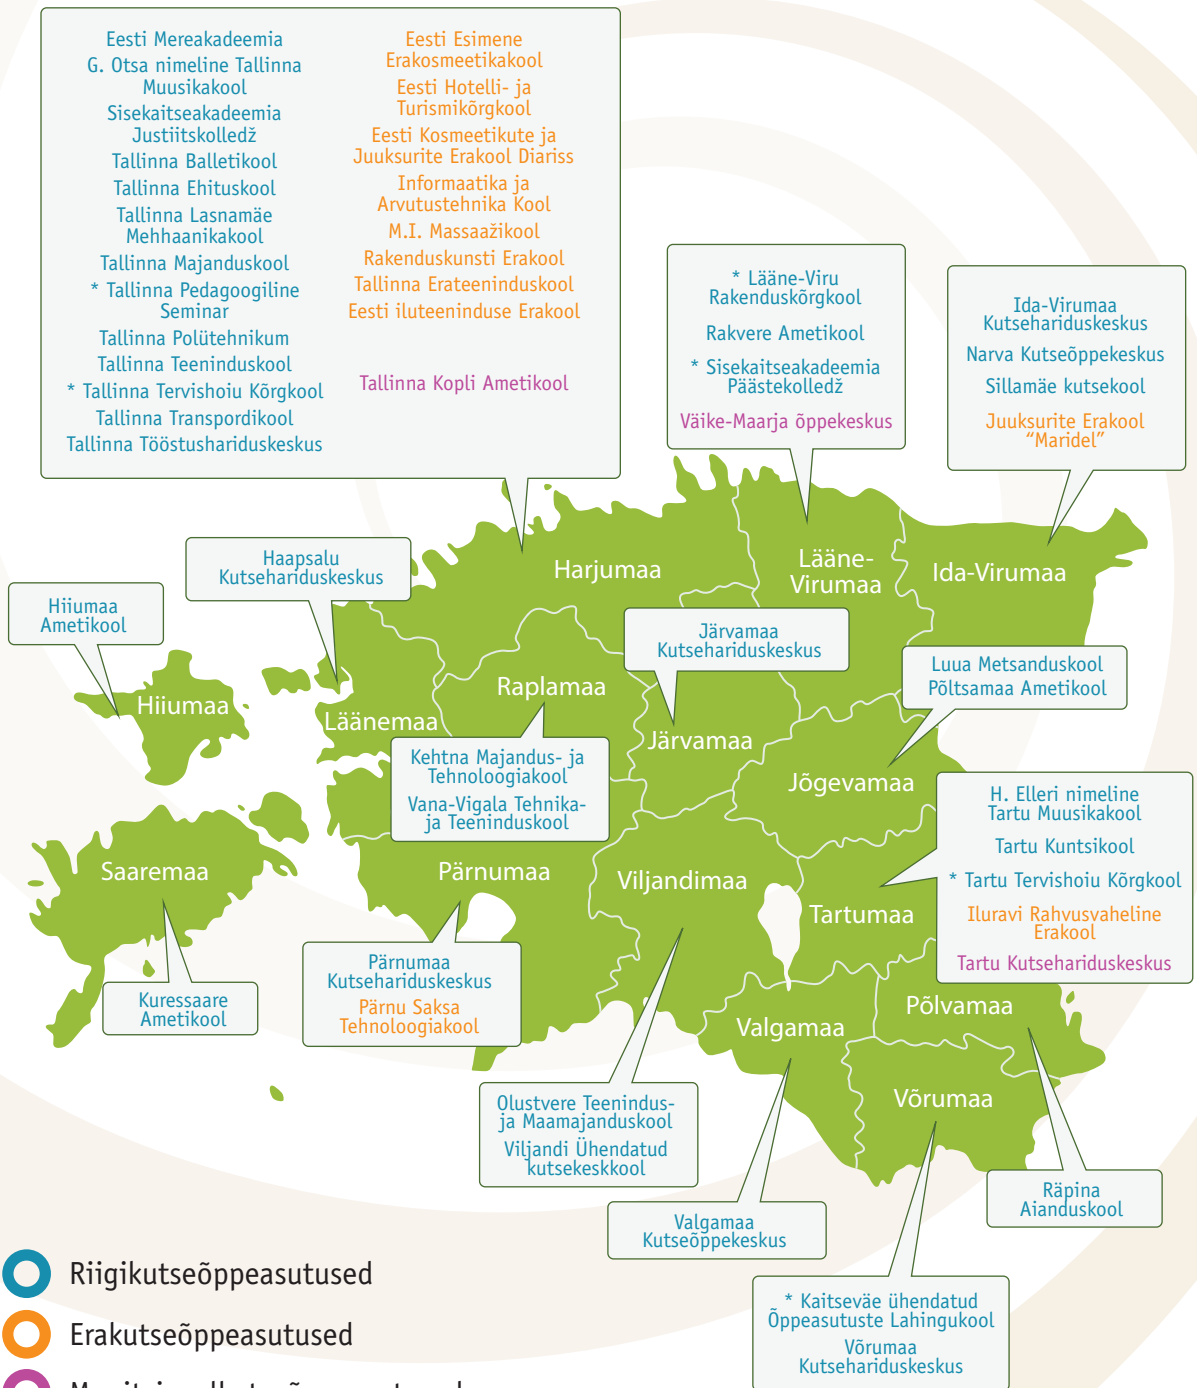 Eesti Mereakadeemia
G. Otsa nimeline Tallinna
Muusikakool
Sisekaitseakadeemia
Justiitskolledž
Tallinna Balletikool
Tallinna Ehituskool
Tallinna Lasnamäe
Mehhaanikakool
Tallinna Majanduskool
* Tallinna Pedagoogiline
Seminar
Tallinna Polütehnikum
Tallinna Teeninduskool
* Tallinna Tervishoiu Kõrgkool
Tallinna Transpordikool
Tallinna Tööstushariduskeskus
Eesti Esimene
Erakosmeetikakool
Eesti Hotelli- ja
Turismikõrgkool
Eesti Kosmeetikute ja
Juuksurite Erakool Diariss
Informaatika ja
Arvutustehnika Kool
M.I. Massaažikool
Rakenduskunsti Erakool
Tallinna Erateeninduskool
Eesti iluteeninduse Erakool
Tallinna Kopli Ametikool
* Lääne-Viru
Rakenduskõrgkool
Rakvere Ametikool
* Sisekaitseakadeemia
Päästekolledž
Väike-Maarja õppekeskus
Ida-Virumaa
Kutsehariduskeskus
Narva Kutseõppekeskus
Sillamäe kutsekool
Juuksurite Erakool
“Maridel”
Haapsalu
Kutsehariduskeskus
Hiiumaa
Ametikool
Harjumaa
Lääne-
Virumaa
Ida-Virumaa
Järvamaa
Kutsehariduskeskus
Luua Metsanduskool
Põltsamaa Ametikool
Hiiumaa
Läänemaa
Raplamaa
Järvamaa
Jõgevamaa
Kehtna Majandus- ja
Tehnoloogiakool
Vana-Vigala Tehnika-
ja Teeninduskool
H. Elleri nimeline
Tartu Muusikakool
Tartu Kuntsikool
* Tartu Tervishoiu Kõrgkool
Iluravi Rahvusvaheline
Erakool
Tartu Kutsehariduskeskus
Saaremaa
Pärnumaa
Viljandimaa
Tartumaa
Kuressaare
Ametikool
Pärnumaa
Kutsehariduskeskus
Pärnu Saksa
Tehnoloogiakool
Valgamaa
Põlvamaa
Võrumaa
Olustvere Teenindus-
ja Maamajanduskool
Viljandi Ühendatud
kutsekeskkool
Räpina
Aianduskool
Valgamaa
Kutseõppekeskus
* Kaitseväe ühendatud
Õppeasutuste Lahingukool
Võrumaa
Kutsehariduskeskus
Riigikutseõppeasutused
Erakutseõppeasutused